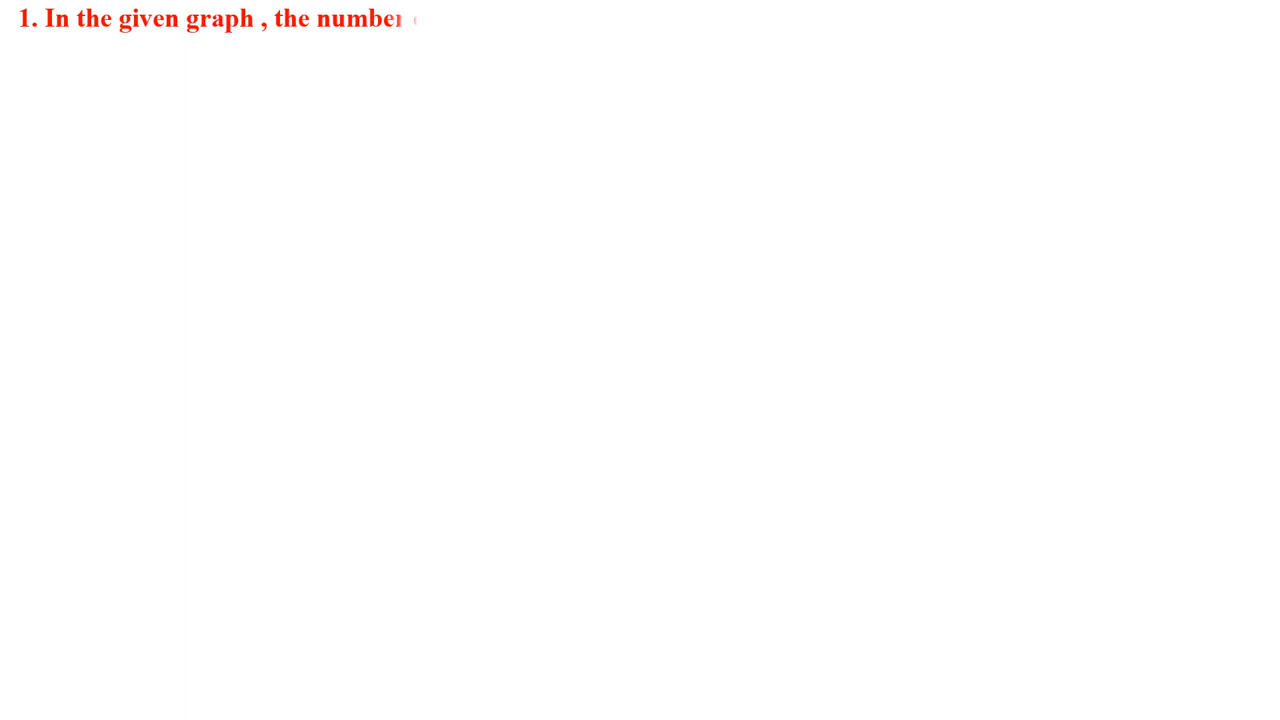 1. In the given graph , the number